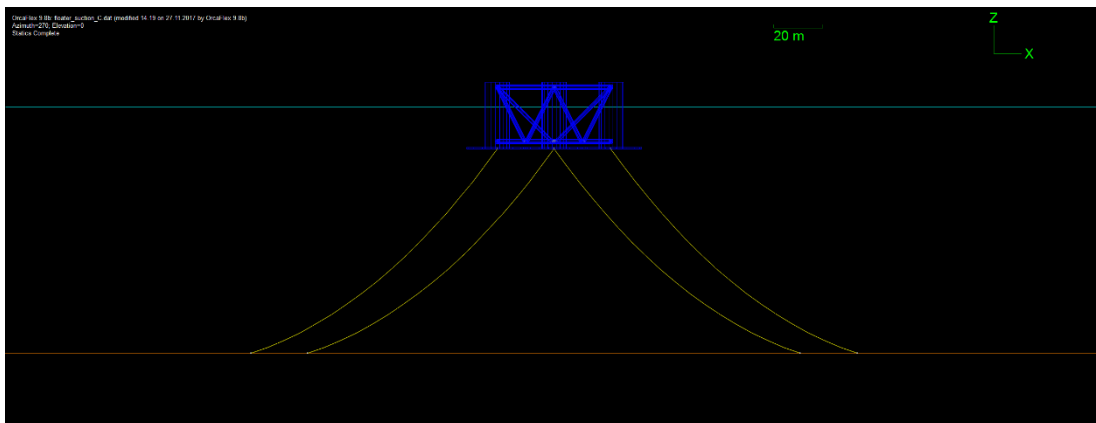 OrcaFlex 9.8b: floater_suction_C.dat (modified 14:19 on 27.11.2017 by OrcaFlex 9.8b)
Azimuth=270; Elevation=0
Statics Complete
20 m
Z
X